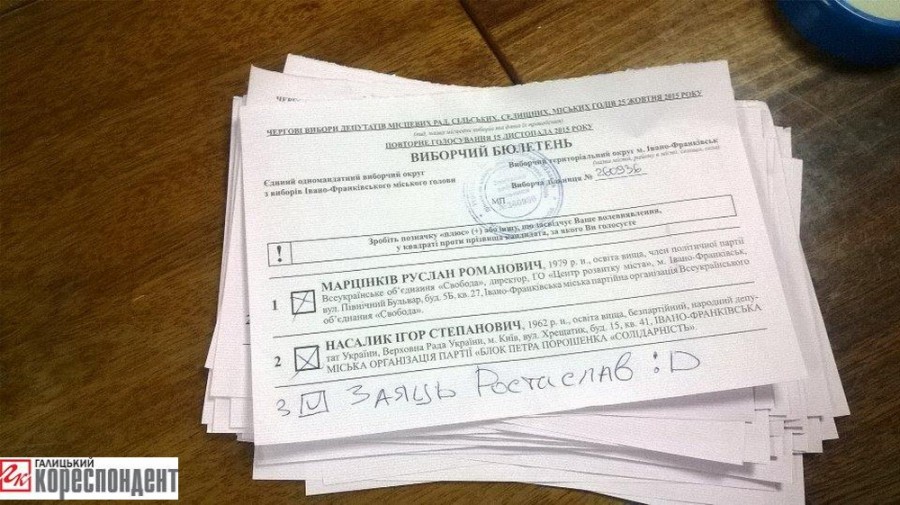 ЧЕРГОВІ ВИБОРИ ДЕПУТАТІВ МІСЦЕВИХ РАД, СІЛЬСЬКИХ, СЕЛИЩНИХ, МІСЬКИХ ГОЛІВ 25 ЖОВТНЯ 2015 РОКУ
ПОВТОРНЕ ГОЛОСУВАННЯ 15 ЛИСТОПАДА 2015 РОКУ
ВИБОРЧИЙ БЮЛЕТЕНЬ
Єдиний одномандатний виборчий округ
з виборів Івано-Франківського міського голови
Виборчий територіальний округ м. Івано-Франківськ
Виборча дільниця № 260936
МП
! Зробіть позначку «плюс» (+) або іншу, що засвідчує Ваше волевиявлення,
у квадраті проти прізвища кандидата, за якого Ви голосуєте
1 МАРЦІНКІВ РУСЛАН РОМАНОВИЧ, 1979 р. н., освіта вища, член політичної партії
Всеукраїнське об'єднання «Свобода», директор, ГО «Центр розвитку міста», м. Івано-Франківськ,
вул. Північний Бульвар, буд. 5Б, кв. 27, Івано-Франківська міська партійна організація Всеукраїнського
об'єднання «Свобода».
2 НАСАЛИК ІГОР СТЕПАНОВИЧ, 1962 р. н., освіта вища, безпартійний, народний депу-
тат України, Верховна Рада України, м. Київ, вул. Хрещатик, буд. 15, кв. 41, ІВАНО-ФРАНКІВСЬКА
МІСЬКА ОРГАНІЗАЦІЯ ПАРТІЇ «БЛОК ПЕТРА ПОРОШЕНКА «СОЛІДАРНІСТЬ».
3 ЗАЯЦЬ РОСТИСЛАВ :D
ГК ГАЛИЦЬКИЙ
КОРЕСПОНДЕНТ